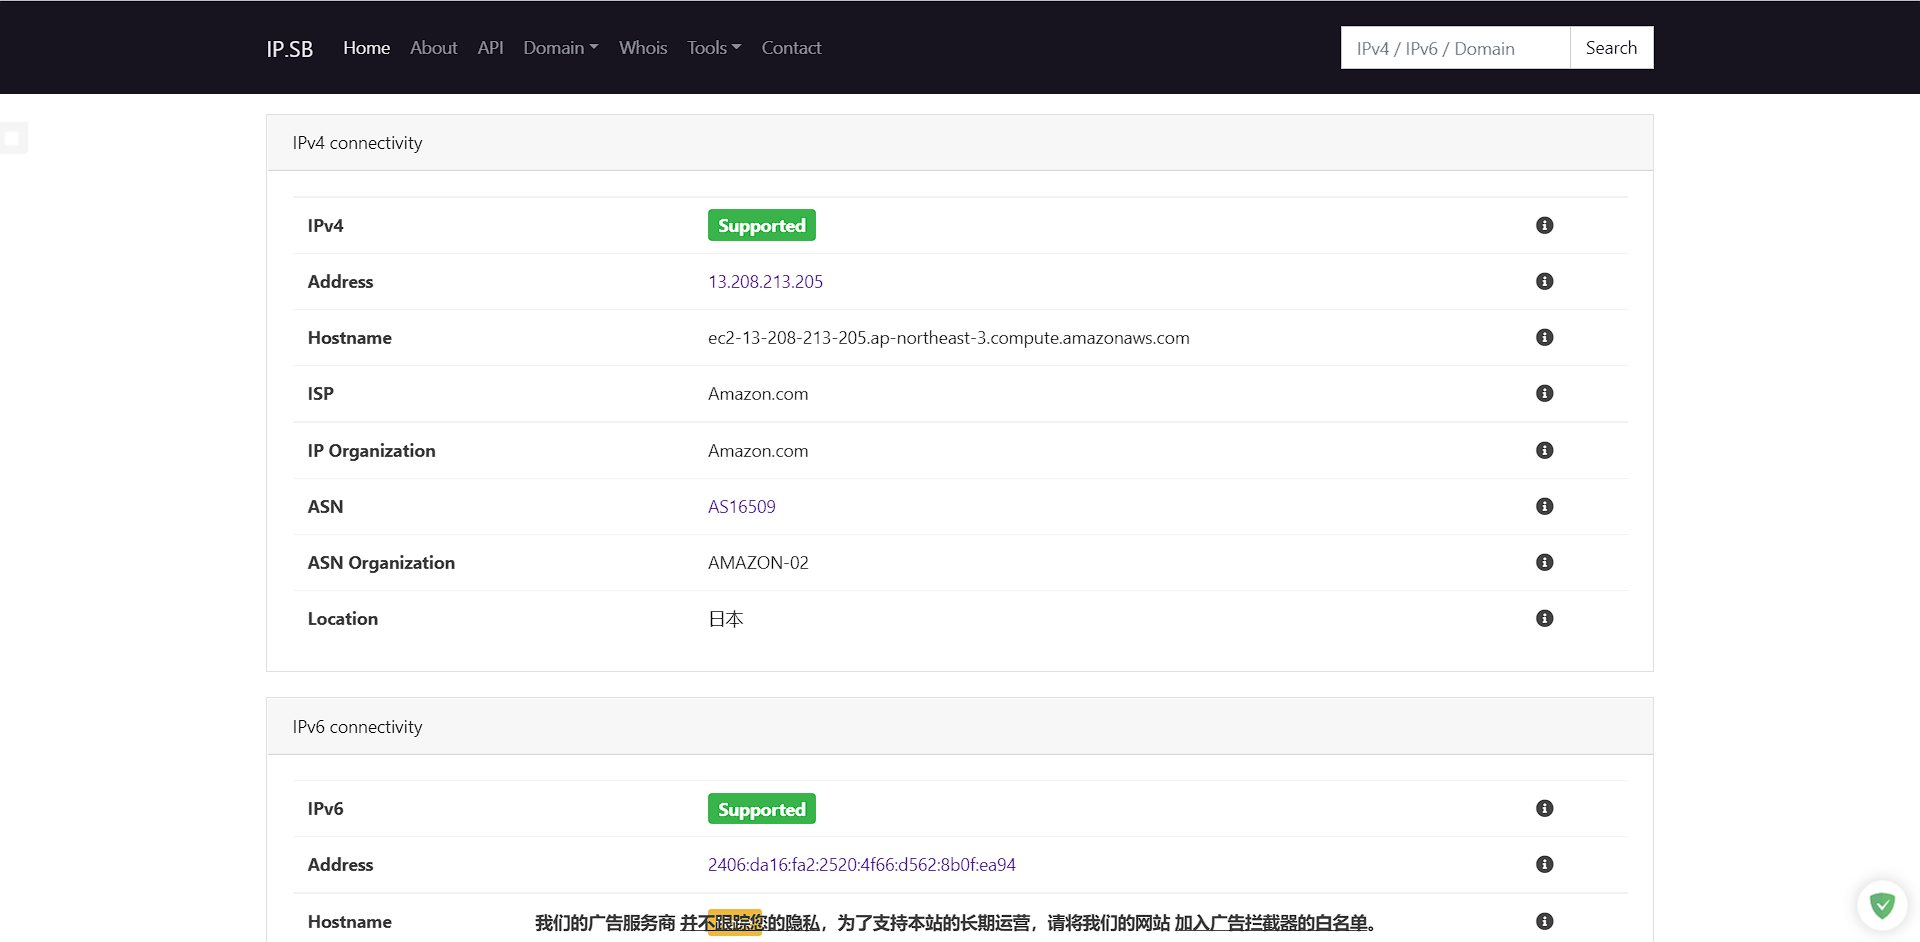 IP.SB Home About API Domain Whois Tools Contact IPv4 / IPv6 / Domain Search
IPv4 connectivity
IPv4 Supported
Address 13.208.213.205
Hostname ec2-13-208-213-205.ap-northeast-3.compute.amazonaws.com
ISP Amazon.com
IP Organization Amazon.com
ASN AS16509
ASN Organization AMAZON-02
Location 日本
IPv6 connectivity
IPv6 Supported
Address 2406:da16:fa2:2520:4f66:d562:8b0f:ea94
Hostname 我们的广告服务商 并不跟踪您的隐私，为了支持本站的长期运营，请将我们的网站 加入广告拦截器的白名单。